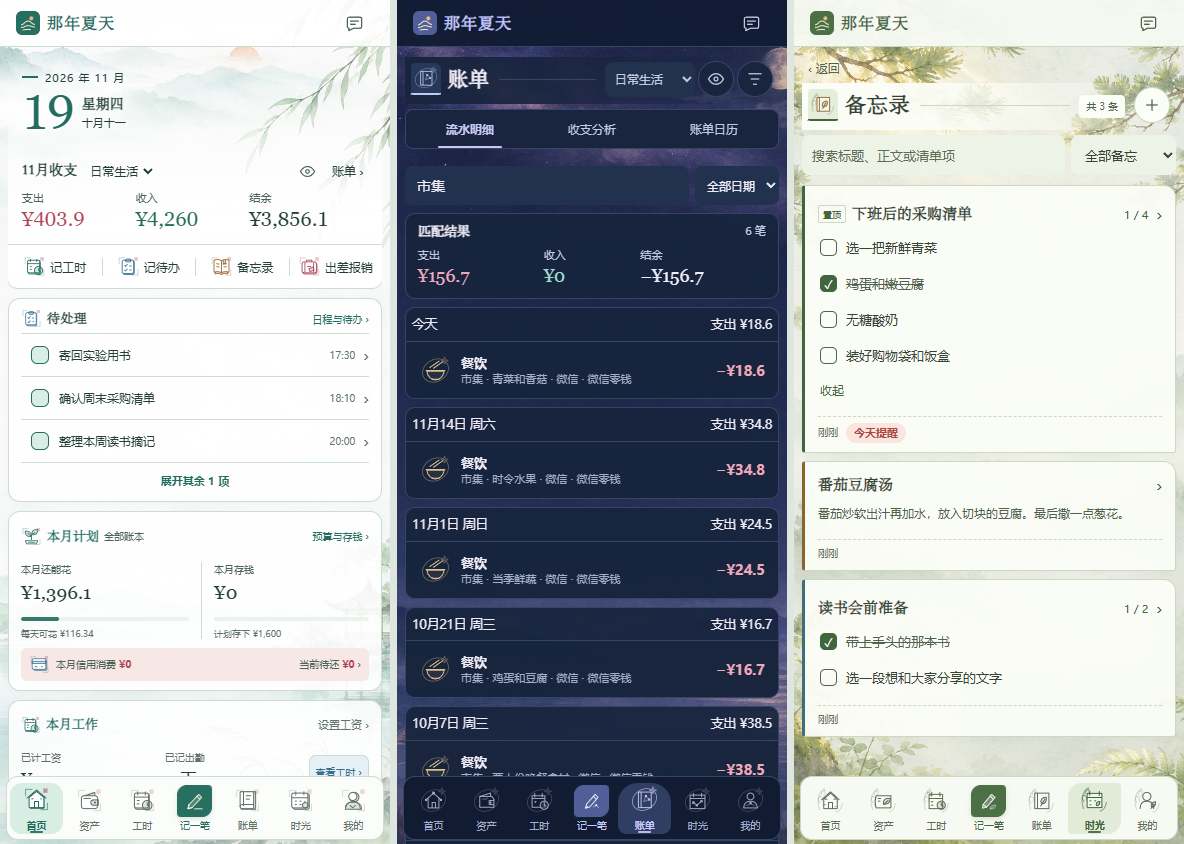 那年夏天
2026 年 11 月
19 星期四
十月十一
11月收支 日常生活 账单 ›
支出 收入 结余
¥403.9 ¥4,260 ¥3,856.1
记工时 记待办 备忘录 出差报销
待处理 日程与待办 ›
寄回实验用书 17:30 ›
确认周末采购清单 18:10 ›
整理本周读书摘记 20:00 ›
展开其余 1 项
本月计划 全部账本 预算与存钱 ›
本月还能花 本月存钱
¥1,396.1 ¥0
每天可花 ¥116.34 计划存下 ¥1,600
本月信用消费 ¥0 当前待还 ¥0 ›
本月工作 设置工资 ›
已计工资 已记出勤
查看工时 ›
首页 资产 工时 记一笔 账单 时光 我的
那年夏天
账单 日常生活
流水明细 收支分析 账单日历
市集 全部日期
匹配结果 6 笔
支出 收入 结余
¥156.7 ¥0 −¥156.7
今天 支出 ¥18.6
餐饮 −¥18.6
市集 · 青菜和香菇 · 微信 · 微信零钱
11月14日 周六 支出 ¥34.8
餐饮 −¥34.8
市集 · 时令水果 · 微信 · 微信零钱
11月1日 周日 支出 ¥24.5
餐饮 −¥24.5
市集 · 当季鲜蔬 · 微信 · 微信零钱
10月21日 周三 支出 ¥16.7
餐饮 −¥16.7
市集 · 鸡蛋和豆腐 · 微信 · 微信零钱
10月7日 周三 支出 ¥38.5
餐饮 −¥38.5
首页 资产 工时 记一笔 账单 时光 我的
那年夏天
‹ 返回
备忘录 共 3 条 +
搜索标题、正文或清单项 全部备忘
置顶 下班后的采购清单 1 / 4 ›
选一把新鲜青菜
鸡蛋和嫩豆腐
无糖酸奶
装好购物袋和饭盒
收起
刚刚 今天提醒
番茄豆腐汤 ›
番茄炒软出汁再加水，放入切块的豆腐。最后撒一点葱花。
刚刚
读书会前准备 1 / 2 ›
带上手头的那本书
选一段想和大家分享的文字
刚刚
首页 资产 工时 记一笔 账单 时光 我的